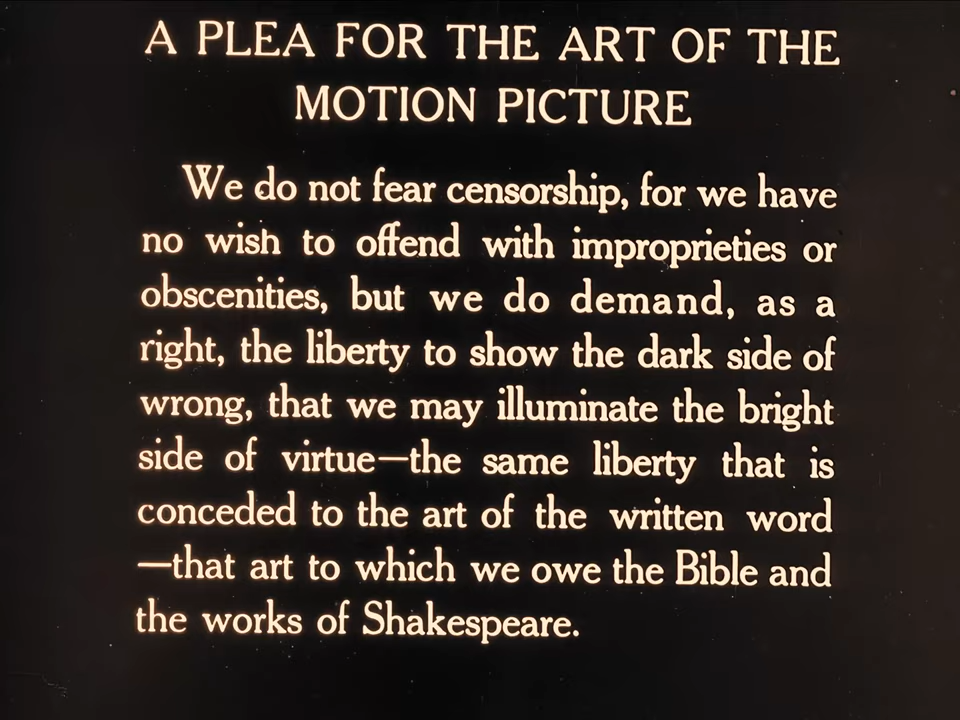 A PLEA FOR THE ART OF THE
MOTION PICTURE
We do not fear censorship, for we have
no wish to offend with improprieties or
obscenities, but we do demand, as a
right, the liberty to show the dark side of
wrong, that we may illuminate the bright
side of virtue—the same liberty that is
conceded to the art of the written word
—that art to which we owe the Bible and
the works of Shakespeare.